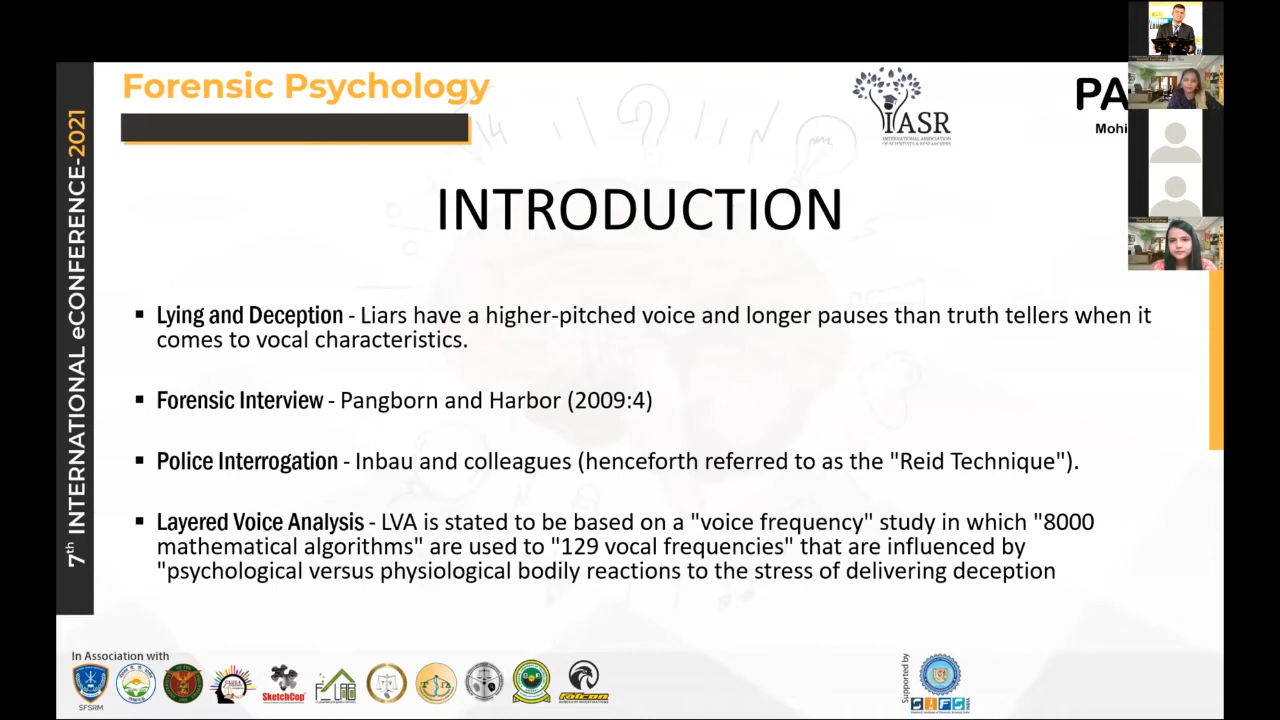 Forensic Psychology
IASR
INTERNATIONAL ASSOCIATION
OF SCIENTISTS & RESEARCHERS
PA
Mohi
7th INTERNATIONAL eCONFERENCE-2021
INTRODUCTION
▪ Lying and Deception - Liars have a higher-pitched voice and longer pauses than truth tellers when it
comes to vocal characteristics.
▪ Forensic Interview - Pangborn and Harbor (2009:4)
▪ Police Interrogation - Inbau and colleagues (henceforth referred to as the "Reid Technique").
▪ Layered Voice Analysis - LVA is stated to be based on a "voice frequency" study in which "8000
mathematical algorithms" are used to "129 vocal frequencies" that are influenced by
"psychological versus physiological bodily reactions to the stress of delivering deception
In Association with
SFSRM
SketchCop
falcon
Supported by
SIFS